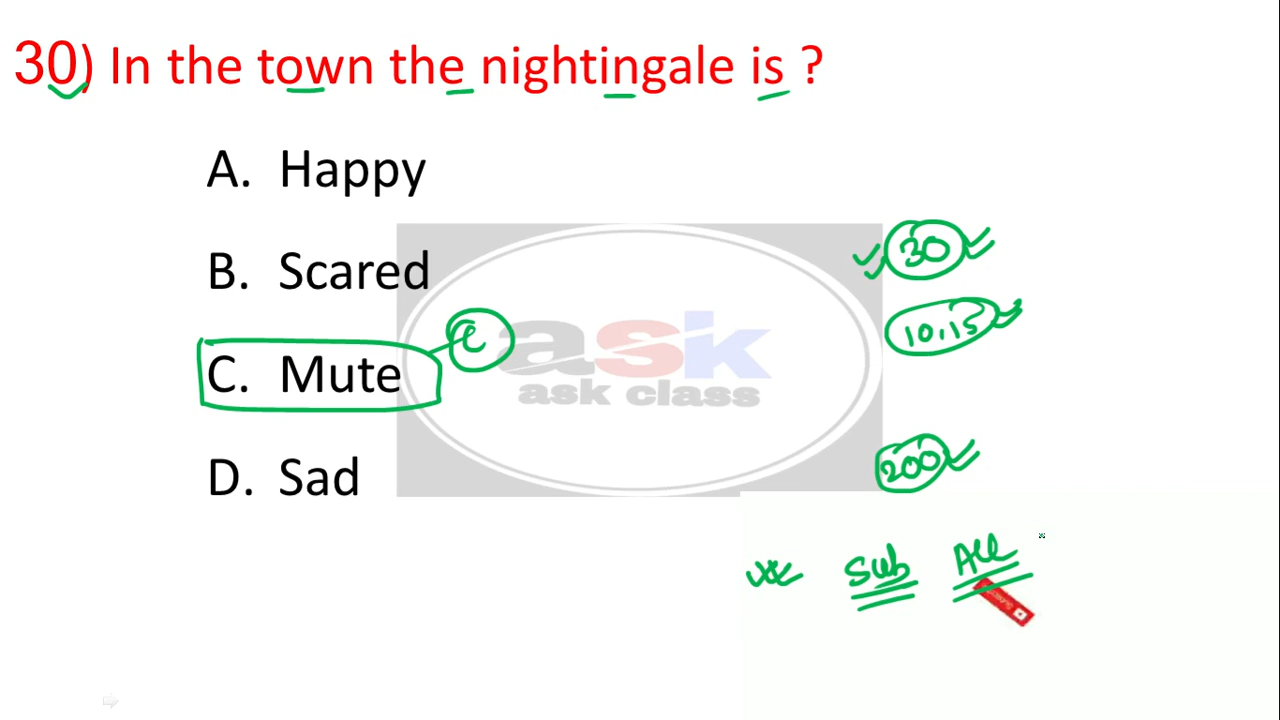 30) In the town the nightingale is ?
A. Happy
B. Scared
30
10,15
C. Mute
C
ask
ask class
D. Sad
200
Sub All